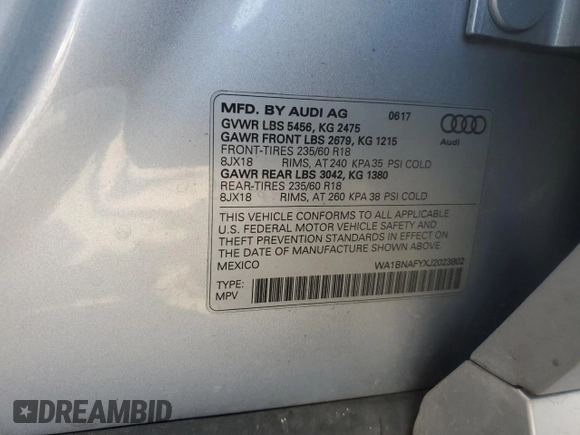 MFD. BY AUDI AG 0617
GVWR LBS 5456, KG 2475
GAWR FRONT LBS 2679, KG 1215
FRONT-TIRES 235/60 R18
8JX18 RIMS, AT 240 KPA 35 PSI COLD
GAWR REAR LBS 3042, KG 1380
REAR-TIRES 235/60 R18
8JX18 RIMS, AT 260 KPA 38 PSI COLD
Audi
THIS VEHICLE CONFORMS TO ALL APPLICABLE
U.S. FEDERAL MOTOR VEHICLE SAFETY AND
THEFT PREVENTION STANDARDS IN EFFECT ON
THE DATE OF MANUFACTURE SHOWN ABOVE.
MEXICO WA1BNAFYXJ2023902
TYPE:
MPV
DREAMBID